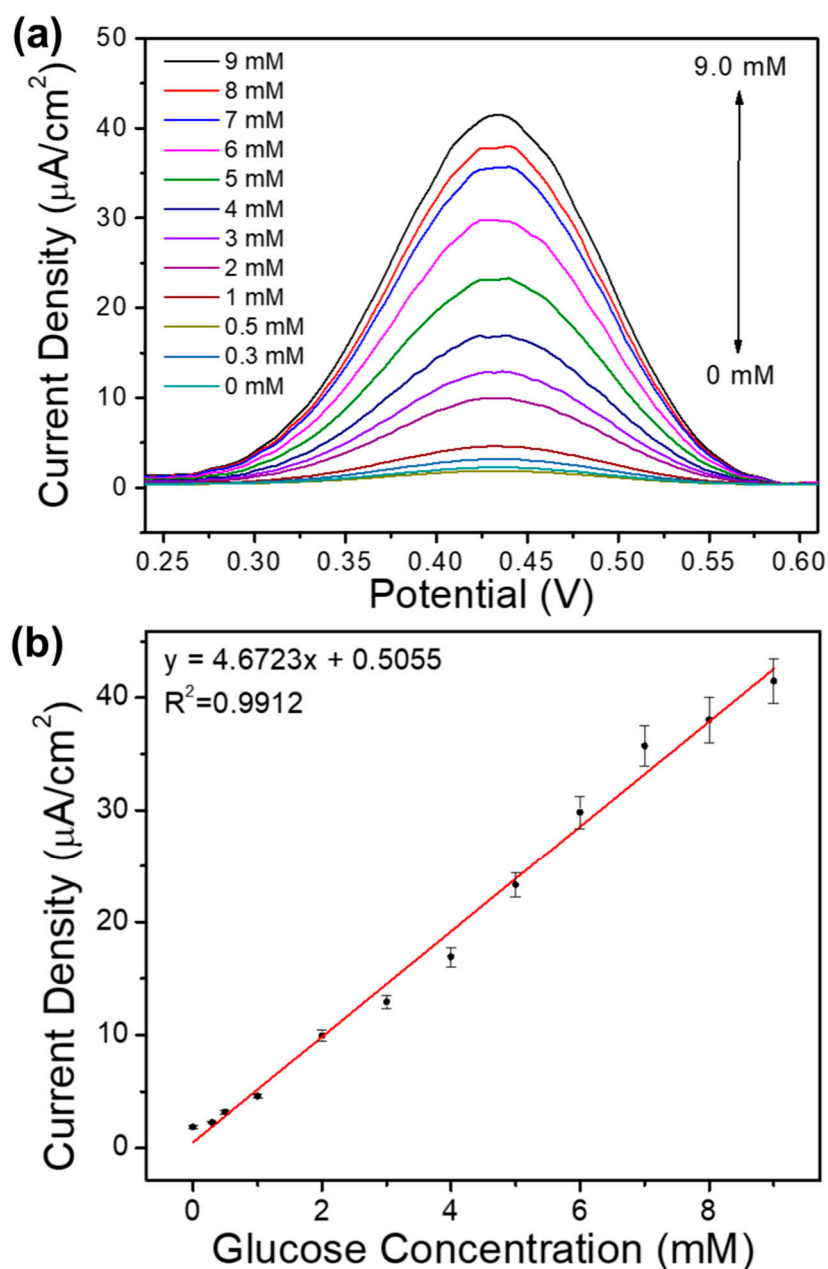 (a)
50
40
30
20
10
0
Current Density (μA/cm²)
9 mM
8 mM
7 mM
6 mM
5 mM
4 mM
3 mM
2 mM
1 mM
0.5 mM
0.3 mM
0 mM
9.0 mM
0 mM
0.25 0.30 0.35 0.40 0.45 0.50 0.55 0.60
Potential (V)
(b)
y = 4.6723x + 0.5055
R²=0.9912
40
30
20
10
0
Current Density (μA/cm²)
0 2 4 6 8
Glucose Concentration (mM)